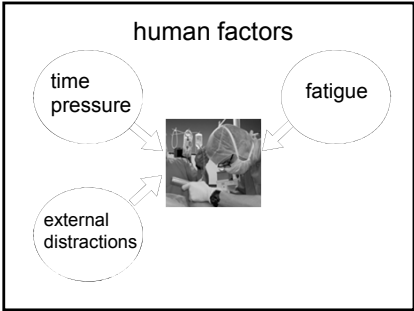 human factors
time
pressure
fatigue
external
distractions